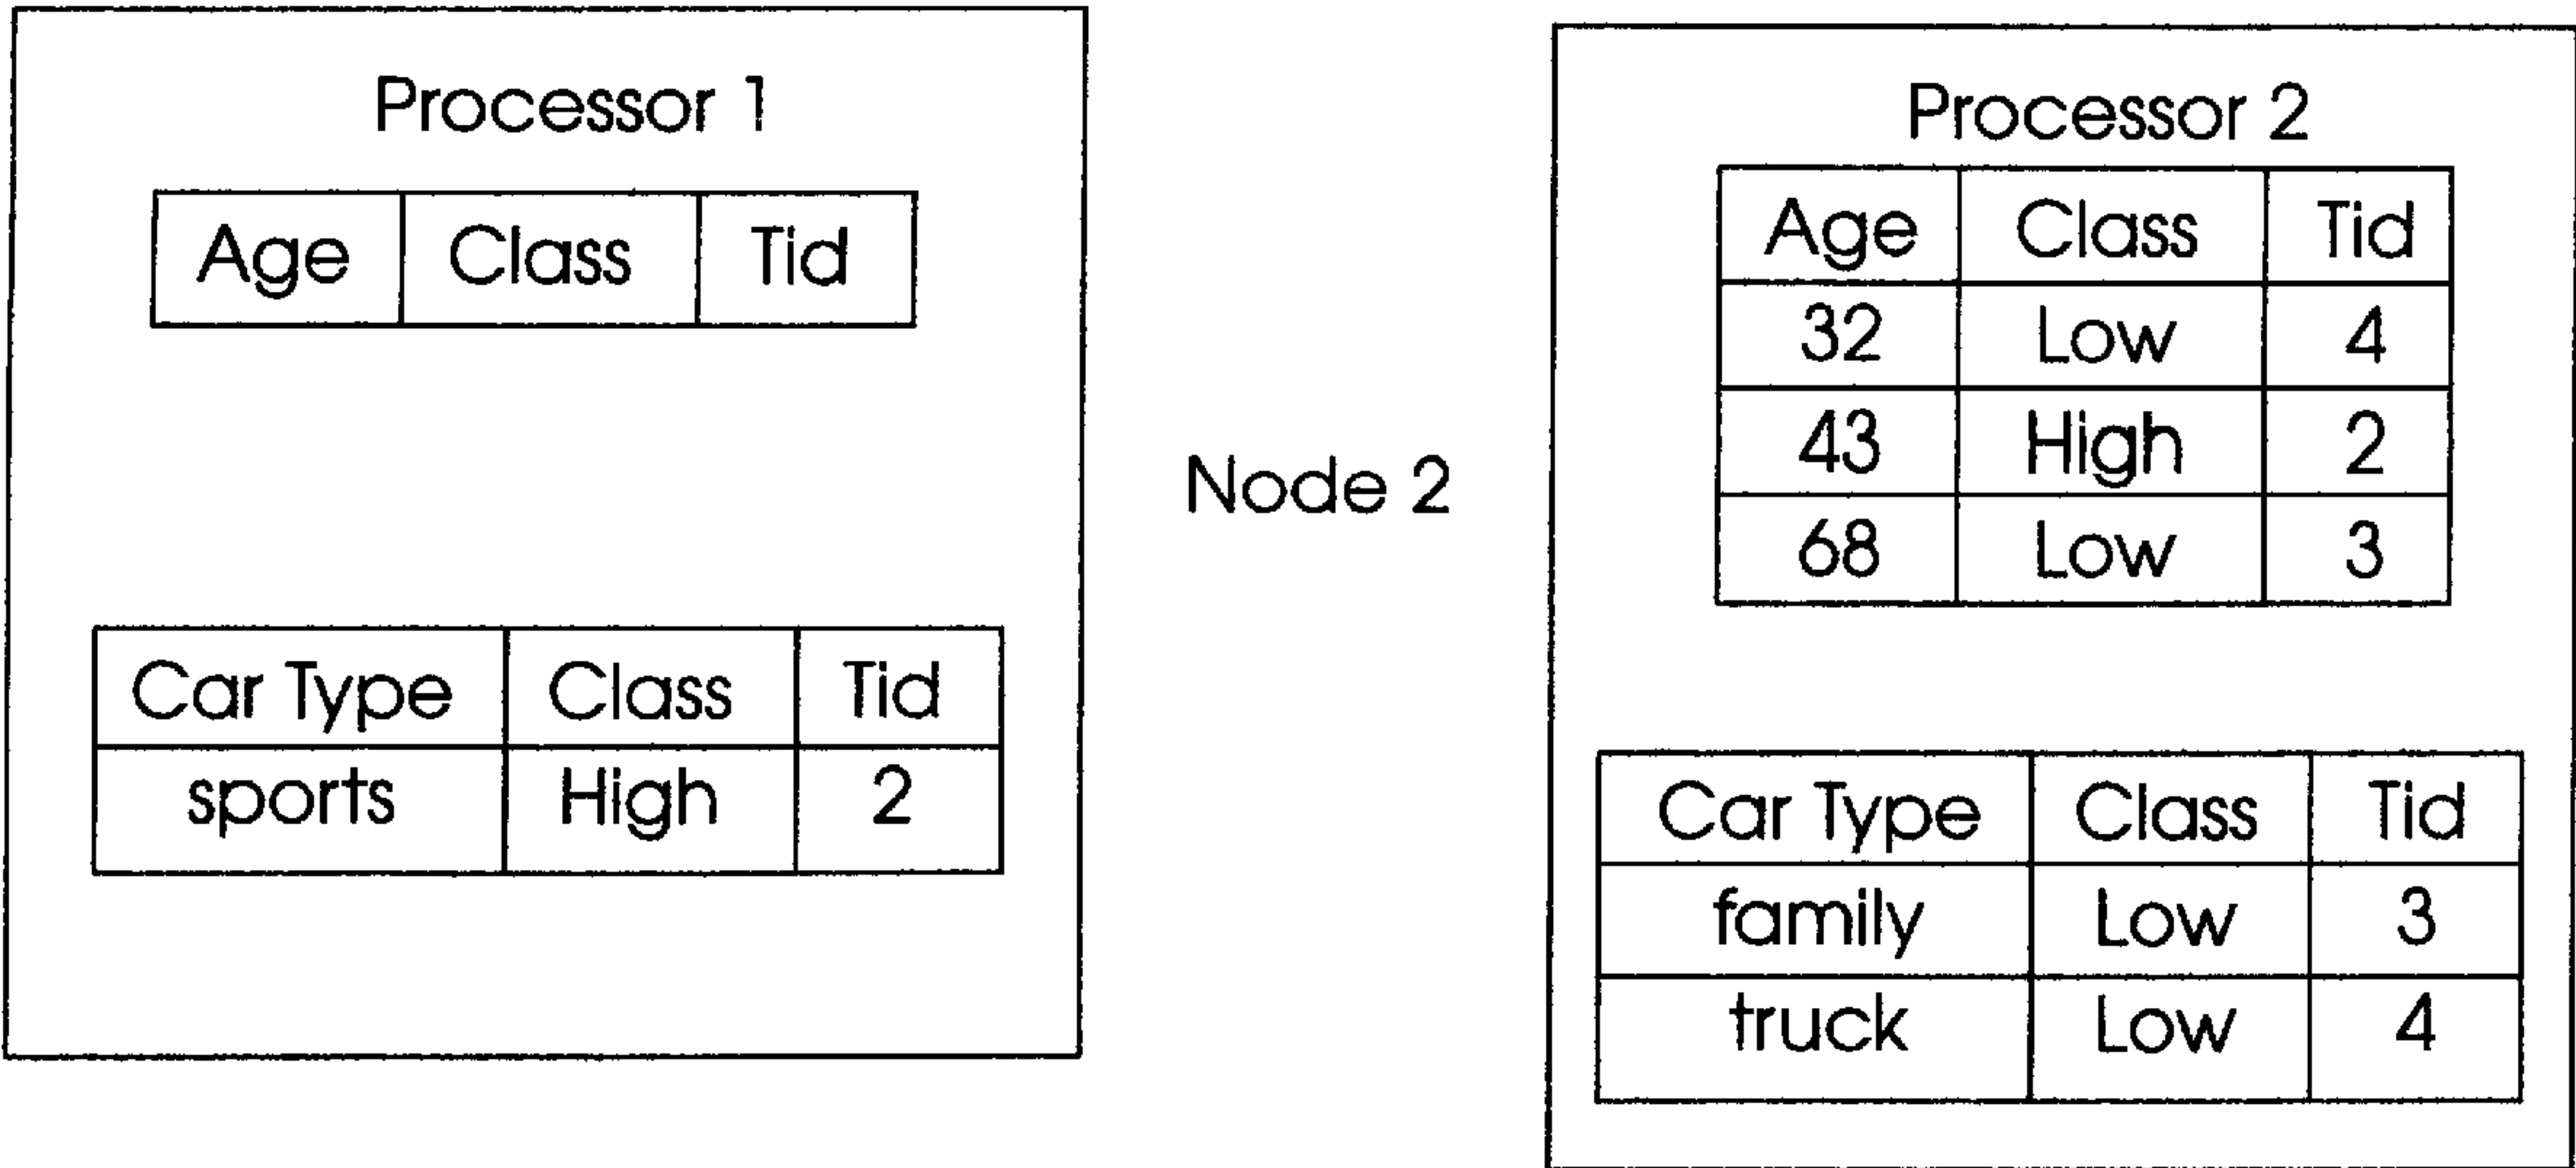 Processor 1
Age Class Tid
Car Type Class Tid
sports High 2
Node 2
Processor 2
Age Class Tid
32 Low 4
43 High 2
68 Low 3
Car Type Class Tid
family Low 3
truck Low 4